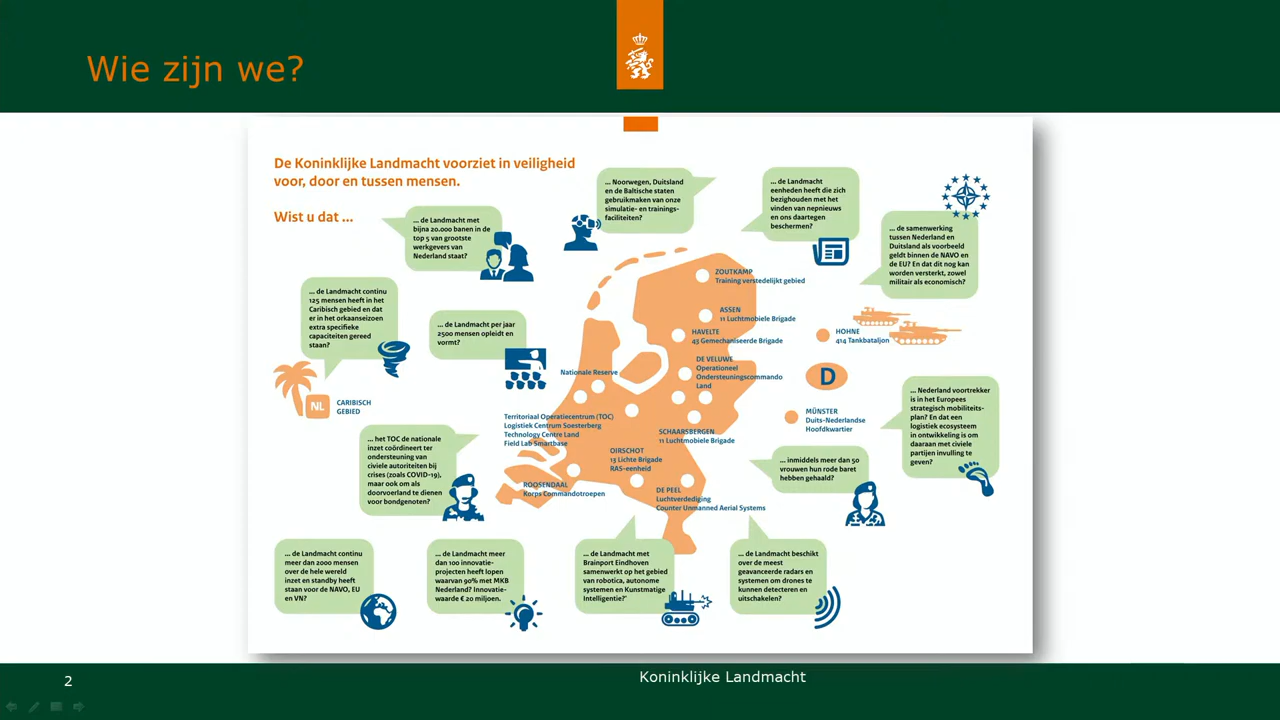 Wie zijn we?
De Koninklijke Landmacht voorziet in veiligheid
voor, door en tussen mensen.
Wist u dat ...
... de Landmacht met
bijna 20.000 banen in de
top 5 van grootste
werkgevers van
Nederland staat?
... Noorwegen, Duitsland
en de Baltische staten
gebruikmaken van onze
simulatie- en trainings-
faciliteiten?
... de Landmacht
eenheden heeft die zich
bezighouden met het
vinden van nepnieuws
en ons daartegen
beschermen?
... de samenwerking
tussen Nederland en
Duitsland als voorbeeld
geldt binnen de NAVO en
de EU? En dat dit nog kan
worden versterkt, zowel
militair als economisch?
... de Landmacht continu
125 mensen heeft in het
Caribisch gebied en dat
er in het orkaanseizoen
extra specifieke
capaciteiten gereed
staan?
... de Landmacht per jaar
2500 mensen opleidt en
vormt?
ZOUTKAMP
Training verstedelijkt gebied
ASSEN
11 Luchtmobiele Brigade
HAVELTE
43 Gemechaniseerde Brigade
HOHNE
414 Tankbataljon
DE VELUWE
Operationeel
Ondersteuningscommando
Land
Nationale Reserve
D
NL
CARIBISCH
GEBIED
MÜNSTER
Duits-Nederlandse
Hoofdkwartier
Territoriaal Operatiecentrum (TOC)
Logistiek Centrum Soesterberg
Technology Centre Land
Field Lab Smartbase
SCHAARSBERGEN
11 Luchtmobiele Brigade
OIRSCHOT
13 Lichte Brigade
RAS-eenheid
ROOSENDAAL
Korps Commandotroepen
DE PEEL
Luchtverdediging
Counter Unmanned Aerial Systems
... Nederland voortrekker
is in het Europees
strategisch mobiliteits-
plan? En dat een
logistiek ecosysteem
in ontwikkeling is om
daaraan met civiele
partijen invulling te
geven?
... het TOC de nationale
inzet coördineert ter
ondersteuning van
civiele autoriteiten bij
crises (zoals COVID-19),
maar ook om als
doorvoerland te dienen
voor bondgenoten?
... inmiddels meer dan 50
vrouwen hun rode baret
hebben gehaald?
... de Landmacht continu
meer dan 2000 mensen
over de hele wereld
inzet en standby heeft
staan voor de NAVO, EU
en VN?
... de Landmacht meer
dan 100 innovatie-
projecten heeft lopen
waarvan 90% met MKB
Nederland? Innovatie-
waarde € 20 miljoen.
... de Landmacht met
Brainport Eindhoven
samenwerkt op het gebied
van robotica, autonome
systemen en Kunstmatige
Intelligentie?'
... de Landmacht beschikt
over de meest
geavanceerde radars en
systemen om drones te
kunnen detecteren en
uitschakelen?
2
Koninklijke Landmacht